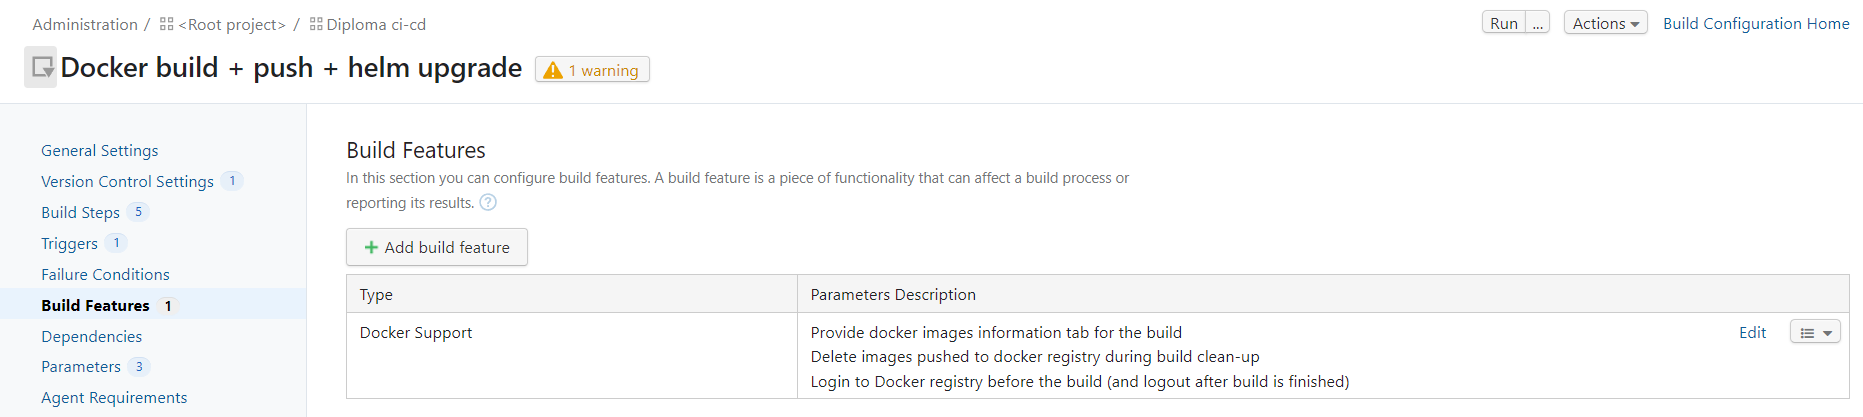 Administration / <Root project> / Diploma ci-cd
Run ... Actions Build Configuration Home
Docker build + push + helm upgrade 1 warning
General Settings
Version Control Settings 1
Build Steps 5
Triggers 1
Failure Conditions
Build Features 1
Dependencies
Parameters 3
Agent Requirements
Build Features
In this section you can configure build features. A build feature is a piece of functionality that can affect a build process or
reporting its results. ?
+ Add build feature
Type Parameters Description
Docker Support Provide docker images information tab for the build Edit
Delete images pushed to docker registry during build clean-up
Login to Docker registry before the build (and logout after build is finished)